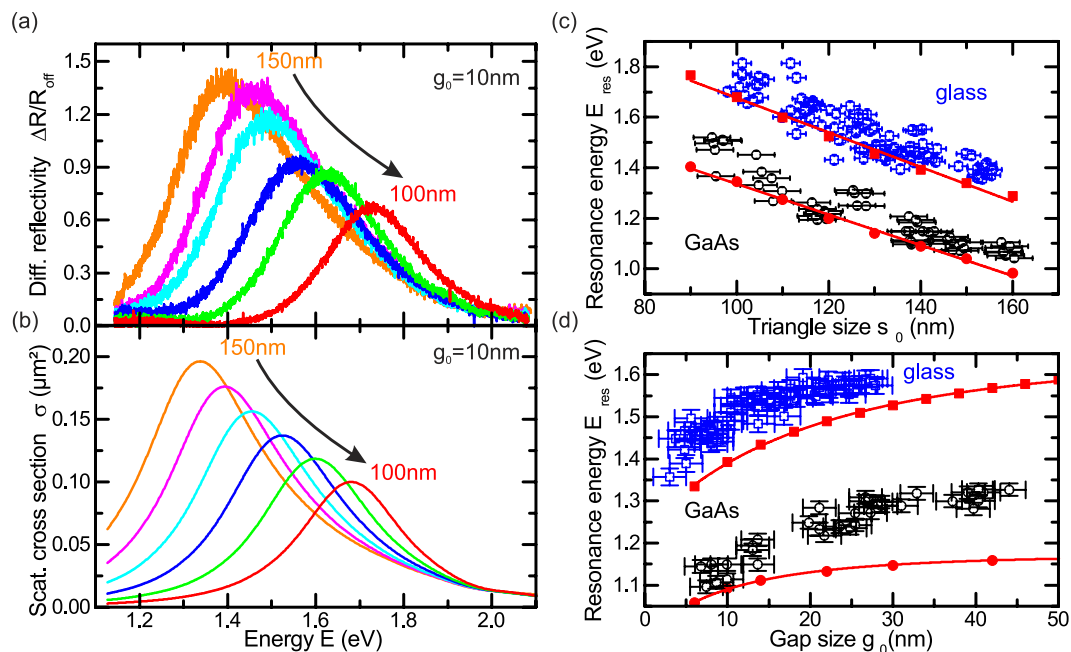 (a)
150nm
g₀=10nm
100nm
Diff. reflectivity ΔR/R_off
1.5
1.2
0.9
0.6
0.3
0.0
(b)
150nm
g₀=10nm
100nm
Scat. cross section σ (µm²)
0.20
0.15
0.10
0.05
0.00
1.2 1.4 1.6 1.8 2.0
Energy E (eV)
(c)
glass
GaAs
Resonance energy E_res (eV)
1.8
1.6
1.4
1.2
1.0
80 100 120 140 160
Triangle size s₀ (nm)
(d)
glass
GaAs
Resonance energy E_res (eV)
1.6
1.5
1.3
1.2
1.1
0 10 20 30 40 50
Gap size g₀(nm)